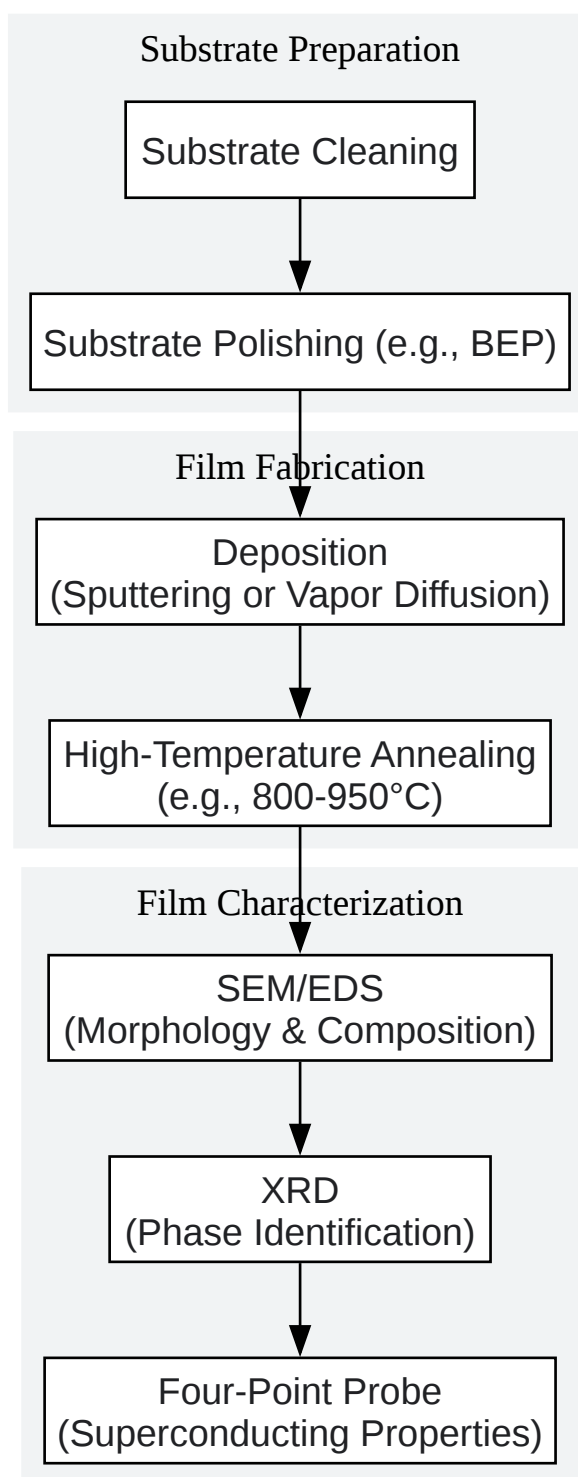 Substrate Preparation
Substrate Cleaning
Substrate Polishing (e.g., BEP)
Film Fabrication
Deposition
(Sputtering or Vapor Diffusion)
High-Temperature Annealing
(e.g., 800-950°C)
Film Characterization
SEM/EDS
(Morphology & Composition)
XRD
(Phase Identification)
Four-Point Probe
(Superconducting Properties)